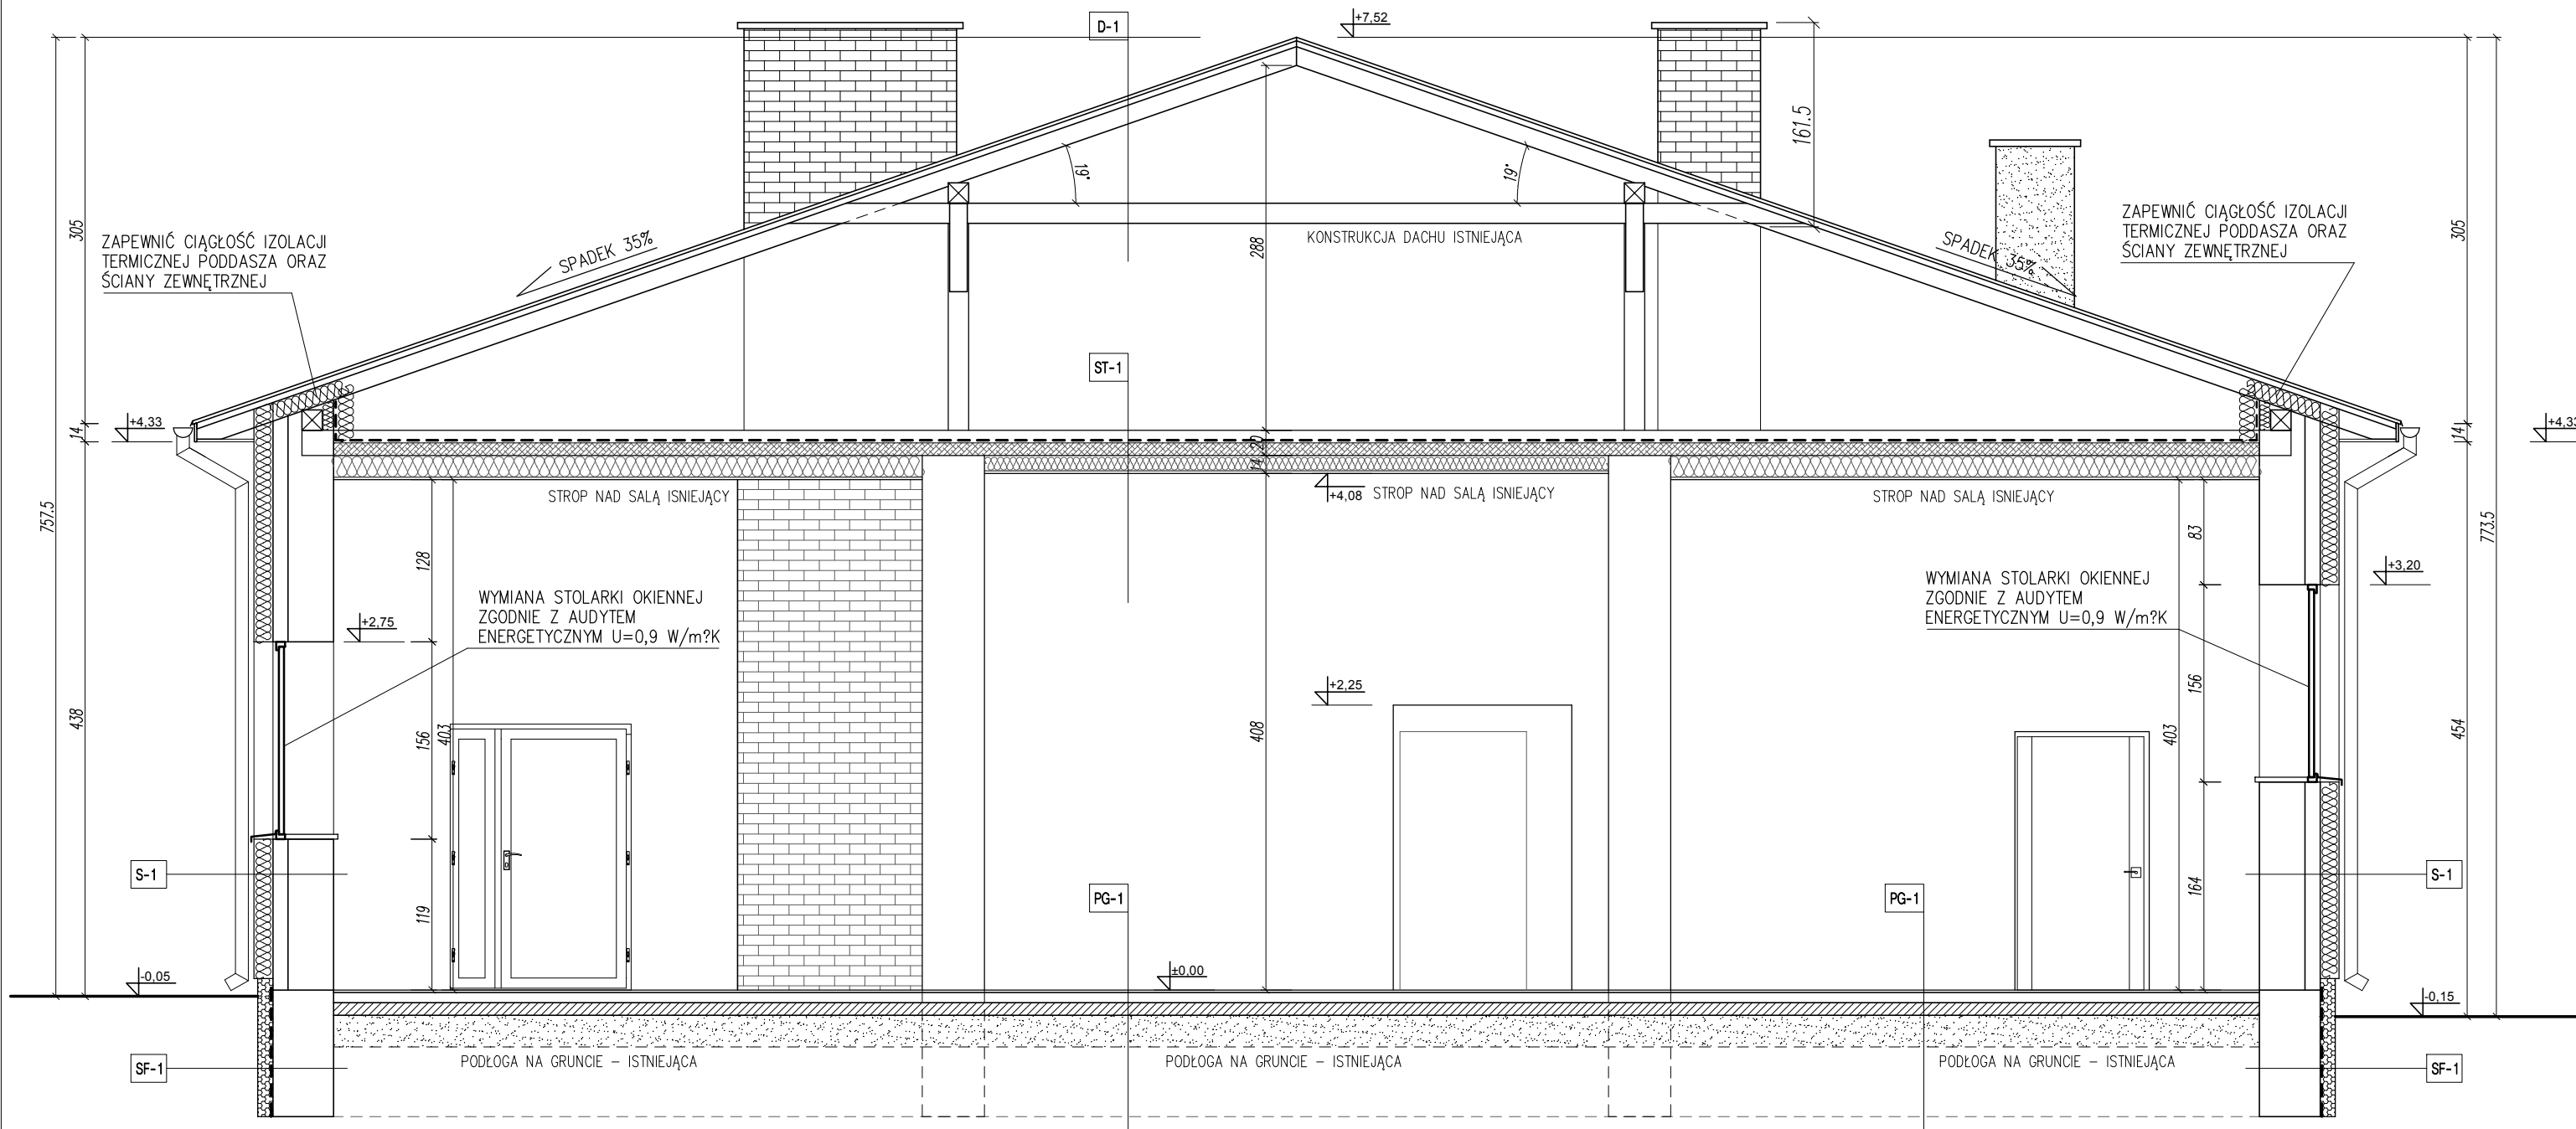 D-1
+7,52
161.5
19°
19°
305
305
ZAPEWNIĆ CIĄGŁOŚĆ IZOLACJI
TERMICZNEJ PODDASZA ORAZ
ŚCIANY ZEWNĘTRZNEJ
SPADEK 35%
288
KONSTRUKCJA DACHU ISTNIEJĄCA
SPADEK 35%
ZAPEWNIĆ CIĄGŁOŚĆ IZOLACJI
TERMICZNEJ PODDASZA ORAZ
ŚCIANY ZEWNĘTRZNEJ
ST-1
14
+4,33
20
14
14
+4,33
757.5
773.5
STROP NAD SALĄ ISNIEJĄCY
+4,08
STROP NAD SALĄ ISNIEJĄCY
STROP NAD SALĄ ISNIEJĄCY
128
83
WYMIANA STOLARKI OKIENNEJ
ZGODNIE Z AUDYTEM
ENERGETYCZNYM U=0,9 W/m?K
+2,75
WYMIANA STOLARKI OKIENNEJ
ZGODNIE Z AUDYTEM
ENERGETYCZNYM U=0,9 W/m?K
+3,20
438
156
403
+2,25
408
156
403
454
S-1
119
PG-1
PG-1
164
S-1
-0,05
±0,00
-0,15
SF-1
PODŁOGA NA GRUNCIE – ISTNIEJĄCA
PODŁOGA NA GRUNCIE – ISTNIEJĄCA
PODŁOGA NA GRUNCIE – ISTNIEJĄCA
SF-1